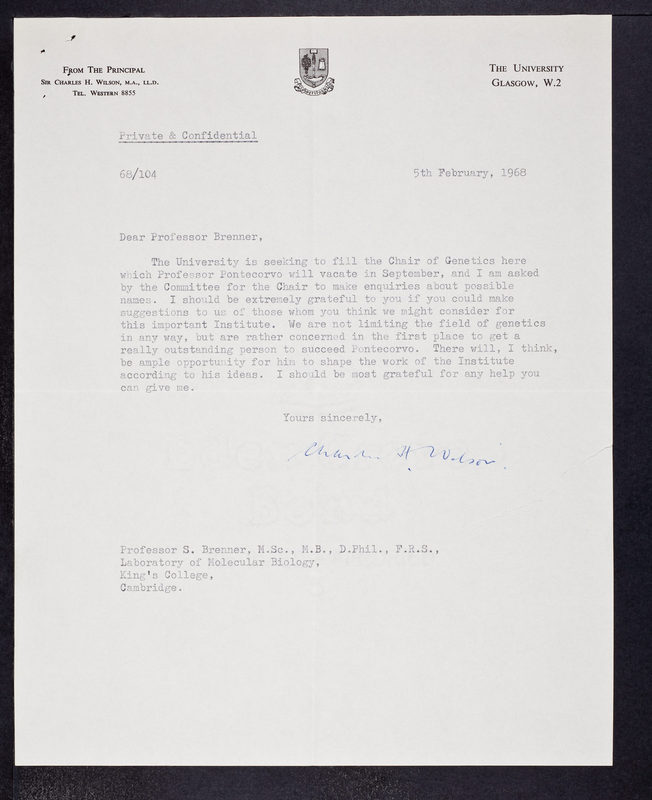 FROM THE PRINCIPAL
SIR CHARLES H. WILSON, M.A., LL.D.
TEL. WESTERN 8855
THE UNIVERSITY
GLASGOW, W.2
Private & Confidential
68/104
5th February, 1968
Dear Professor Brenner,
The University is seeking to fill the Chair of Genetics here
which Professor Pontecorvo will vacate in September, and I am asked
by the Committee for the Chair to make enquiries about possible
names. I should be extremely grateful to you if you could make
suggestions to us of those whom you think we might consider for
this important Institute. We are not limiting the field of genetics
in any way, but are rather concerned in the first place to get a
really outstanding person to succeed Pontecorvo. There will, I think,
be ample opportunity for him to shape the work of the Institute
according to his ideas. I should be most grateful for any help you
can give me.
Yours sincerely,
Charles H. Wilson.
Professor S. Brenner, M.Sc., M.B., D.Phil., F.R.S.,
Laboratory of Molecular Biology,
King's College,
Cambridge.